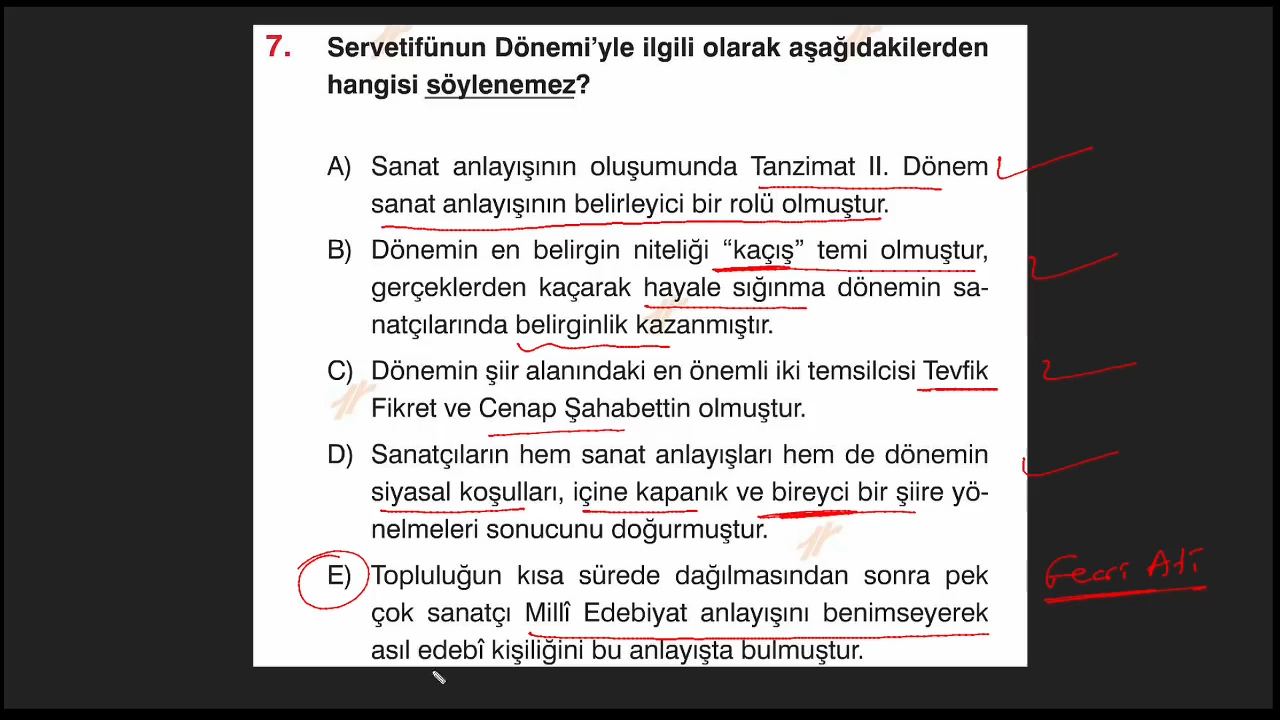 7. Servetifünun Dönemi’yle ilgili olarak aşağıdakilerden
hangisi söylenemez?
A) Sanat anlayışının oluşumunda Tanzimat II. Dönem
sanat anlayışının belirleyici bir rolü olmuştur.
B) Dönemin en belirgin niteliği “kaçış” temi olmuştur,
gerçeklerden kaçarak hayale sığınma dönemin sa-
natçılarında belirginlik kazanmıştır.
C) Dönemin şiir alanındaki en önemli iki temsilcisi Tevfik
Fikret ve Cenap Şahabettin olmuştur.
D) Sanatçıların hem sanat anlayışları hem de dönemin
siyasal koşulları, içine kapanık ve bireyci bir şiire yö-
nelmeleri sonucunu doğurmuştur.
E) Topluluğun kısa sürede dağılmasından sonra pek
çok sanatçı Millî Edebiyat anlayışını benimseyerek
asıl edebî kişiliğini bu anlayışta bulmuştur.
Fecri Ati